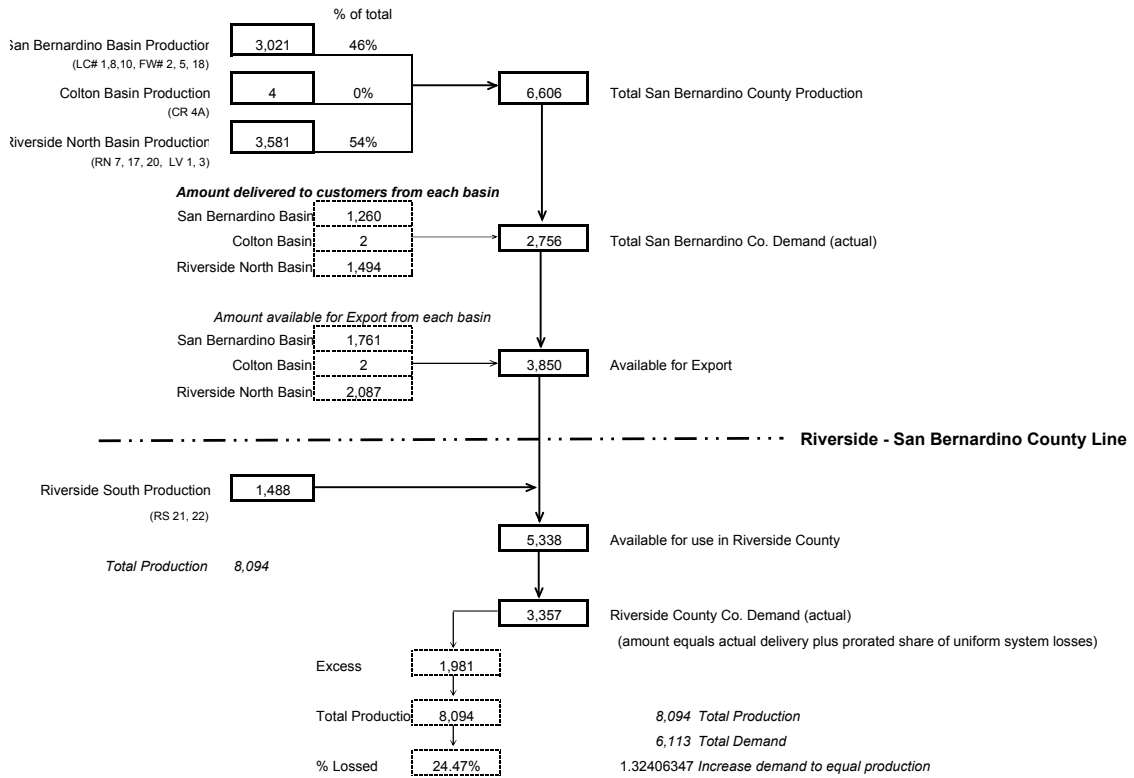 % of total
San Bernardino Basin Production 3,021 46%
(LC# 1,8,10, FW# 2, 5, 18)
Colton Basin Production 4 0% 6,606 Total San Bernardino County Production
(CR 4A)
Riverside North Basin Production 3,581 54%
(RN 7, 17, 20, LV 1, 3)
Amount delivered to customers from each basin
San Bernardino Basin 1,260
Colton Basin 2 2,756 Total San Bernardino Co. Demand (actual)
Riverside North Basin 1,494
Amount available for Export from each basin
San Bernardino Basin 1,761
Colton Basin 2 3,850 Available for Export
Riverside North Basin 2,087
Riverside - San Bernardino County Line
Riverside South Production 1,488
(RS 21, 22)
5,338 Available for use in Riverside County
Total Production 8,094
3,357 Riverside County Co. Demand (actual)
(amount equals actual delivery plus prorated share of uniform system losses)
Excess 1,981
Total Productio 8,094 8,094 Total Production
6,113 Total Demand
% Lossed 24.47% 1.32406347 Increase demand to equal production